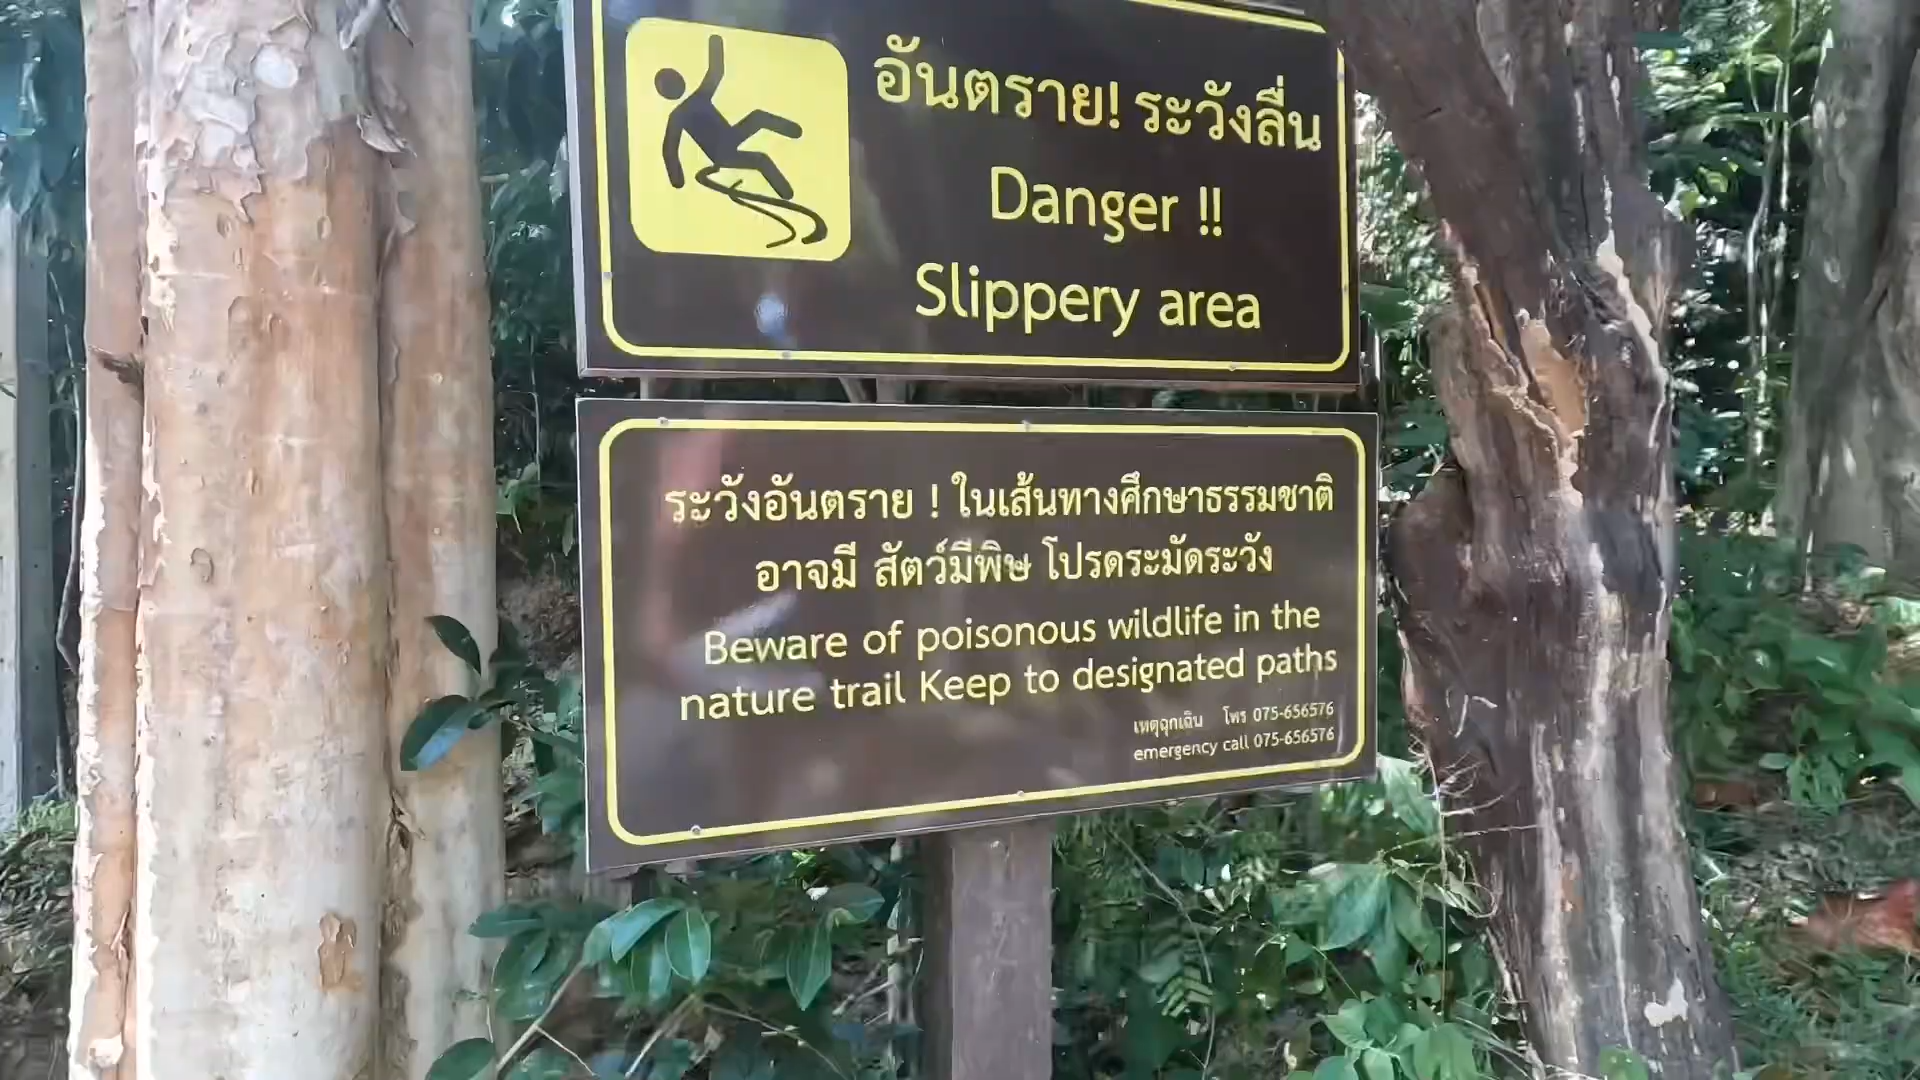 อันตราย! ระวังลื่น
Danger !!
Slippery area
ระวังอันตราย ! ในเส้นทางศึกษาธรรมชาติ
อาจมี สัตว์มีพิษ โปรดระมัดระวัง
Beware of poisonous wildlife in the
nature trail Keep to designated paths
เหตุฉุกเฉิน โทร 075-656576
emergency call 075-656576